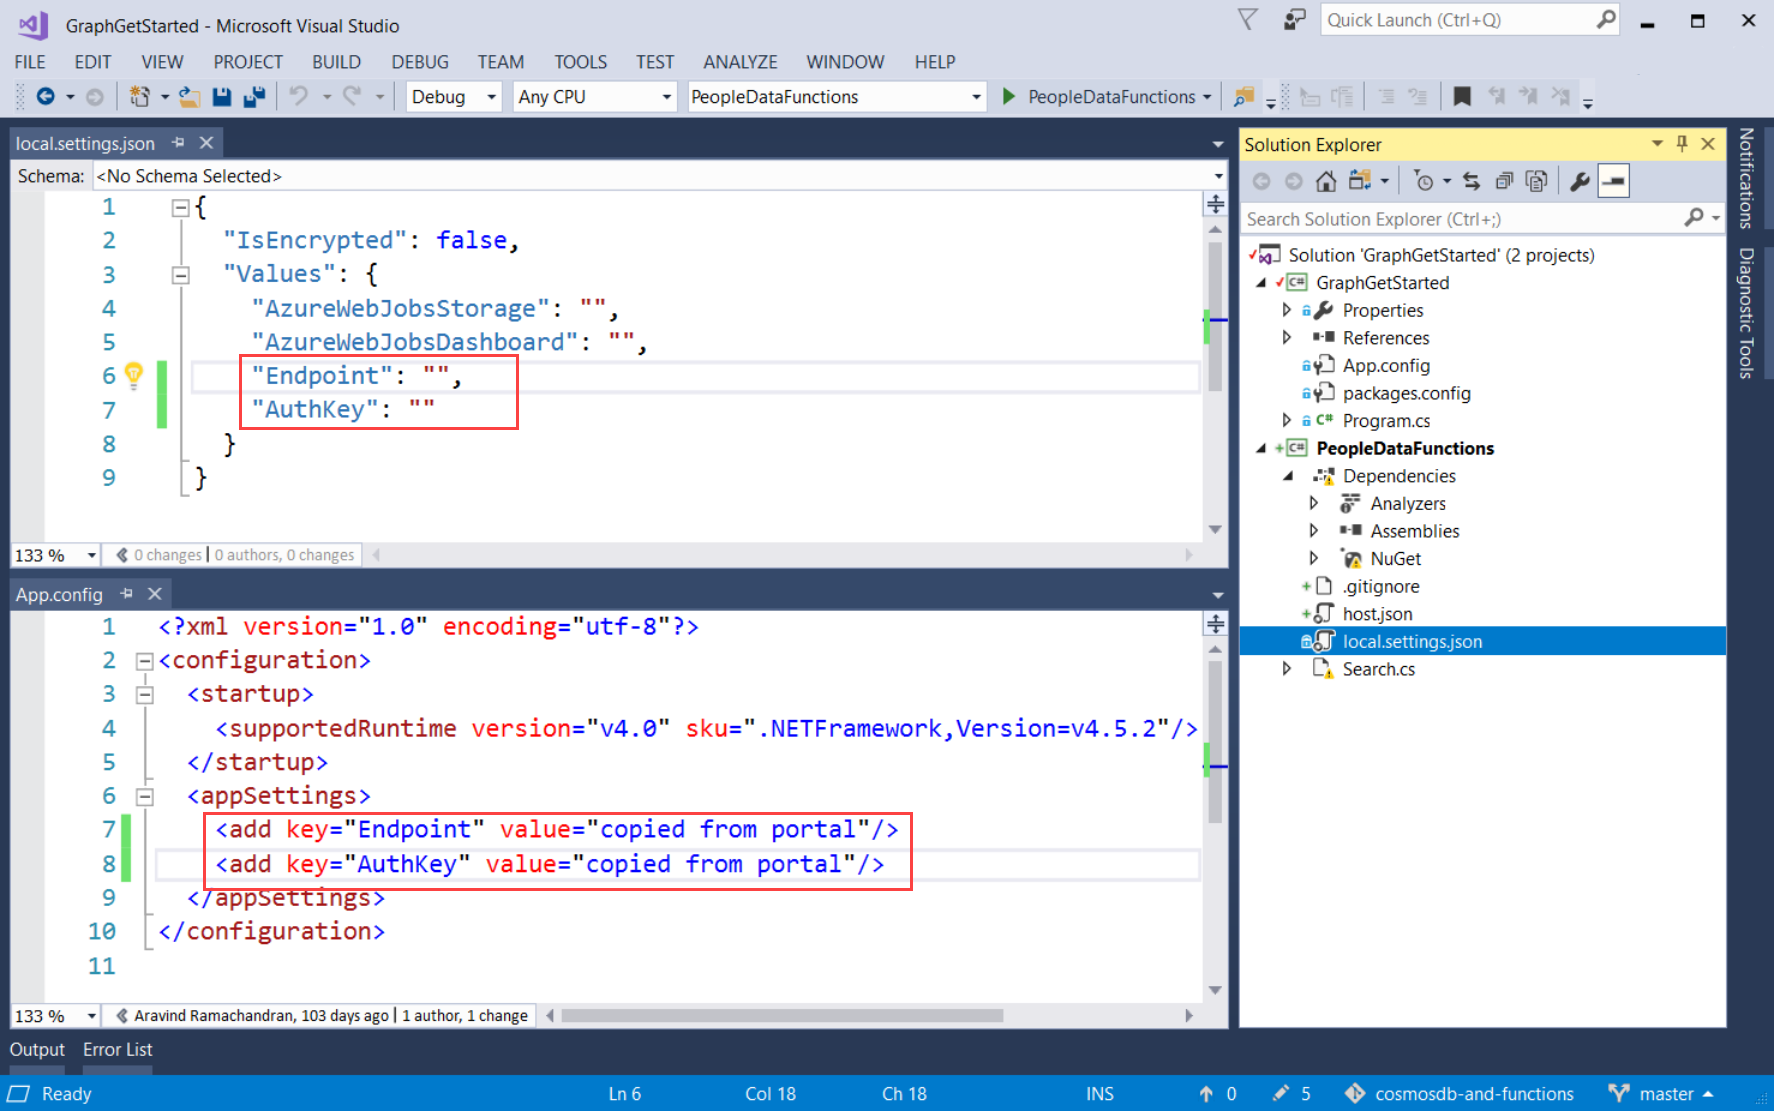 GraphGetStarted - Microsoft Visual Studio
Quick Launch (Ctrl+Q)
FILE EDIT VIEW PROJECT BUILD DEBUG TEAM TOOLS TEST ANALYZE WINDOW HELP
Debug Any CPU PeopleDataFunctions PeopleDataFunctions
local.settings.json
Schema: <No Schema Selected>
1 {
2 "IsEncrypted": false,
3 "Values": {
4 "AzureWebJobsStorage": "",
5 "AzureWebJobsDashboard": "",
6 "Endpoint": "",
7 "AuthKey": ""
8 }
9 }
133 % 0 changes | 0 authors, 0 changes
App.config
1 <?xml version="1.0" encoding="utf-8"?>
2 <configuration>
3 <startup>
4 <supportedRuntime version="v4.0" sku=".NETFramework,Version=v4.5.2"/>
5 </startup>
6 <appSettings>
7 <add key="Endpoint" value="copied from portal"/>
8 <add key="AuthKey" value="copied from portal"/>
9 </appSettings>
10 </configuration>
11
133 % Aravind Ramachandran, 103 days ago | 1 author, 1 change
Solution Explorer
Search Solution Explorer (Ctrl+;)
Solution 'GraphGetStarted' (2 projects)
C# GraphGetStarted
Properties
References
App.config
packages.config
C# Program.cs
C# PeopleDataFunctions
Dependencies
Analyzers
Assemblies
NuGet
.gitignore
host.json
local.settings.json
Search.cs
Notifications
Diagnostic Tools
Output Error List
Ready Ln 6 Col 18 Ch 18 INS 0 5 cosmosdb-and-functions master